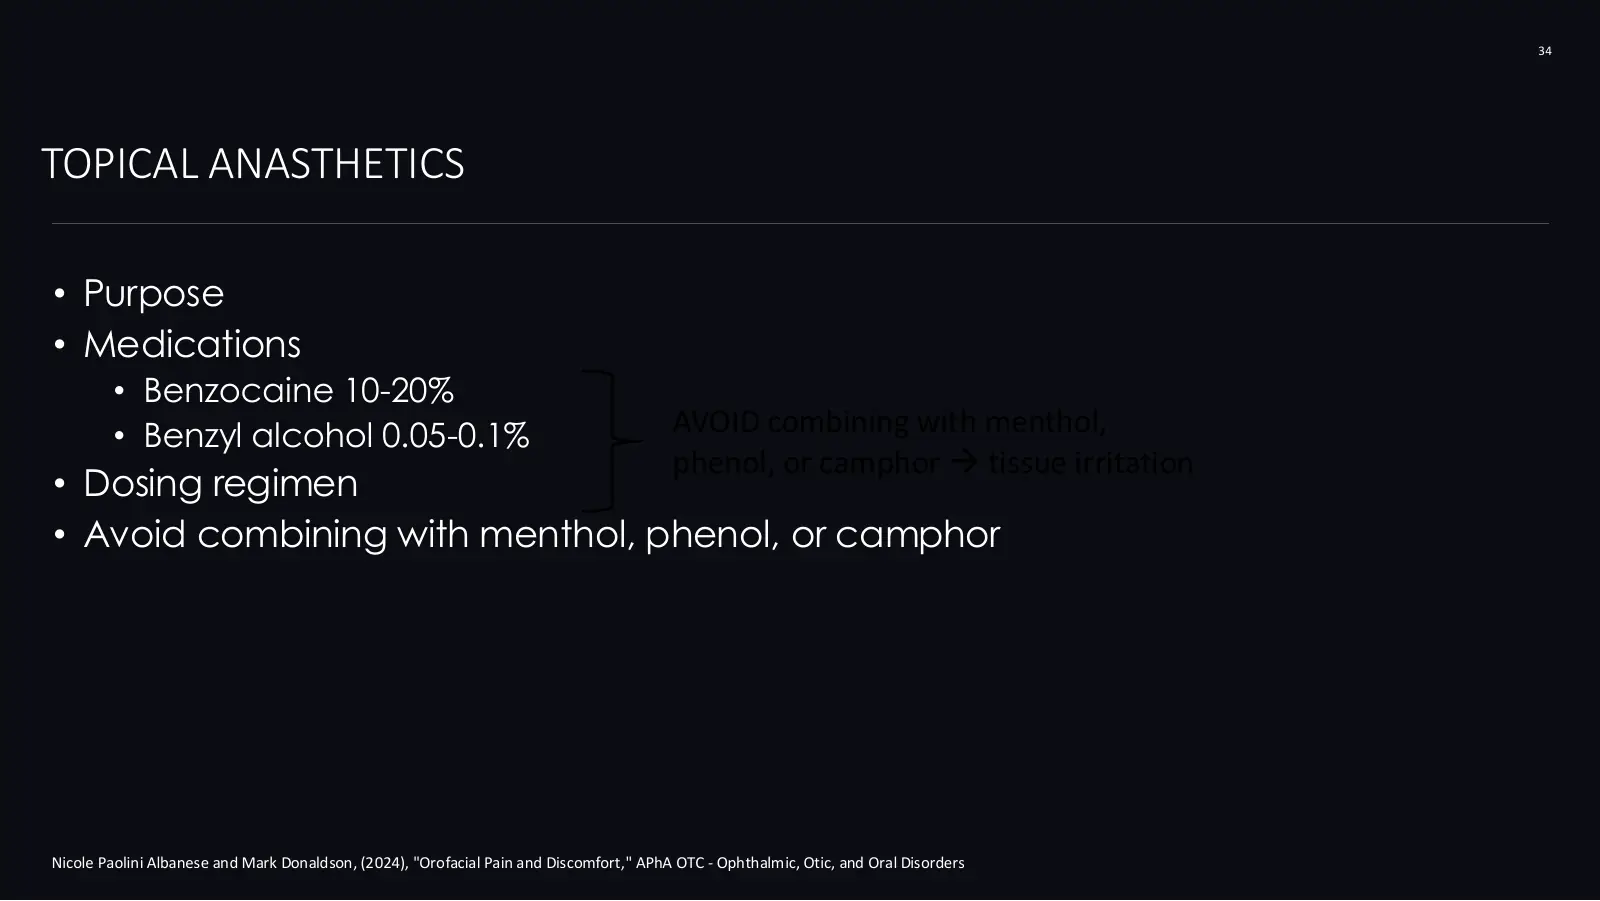 34
TOPICAL ANASTHETICS
• Purpose
• Medications
• Benzocaine 10-20%
• Benzyl alcohol 0.05-0.1%
AVOID combining with menthol,
phenol, or camphor → tissue irritation
• Dosing regimen
• Avoid combining with menthol, phenol, or camphor
Nicole Paolini Albanese and Mark Donaldson, (2024), "Orofacial Pain and Discomfort," APhA OTC - Ophthalmic, Otic, and Oral Disorders